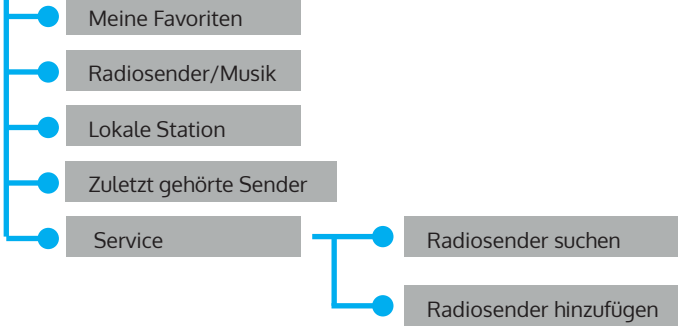 Meine Favoriten
Radiosender/Musik
Lokale Station
Zuletzt gehörte Sender
Service
Radiosender suchen
Radiosender hinzufügen